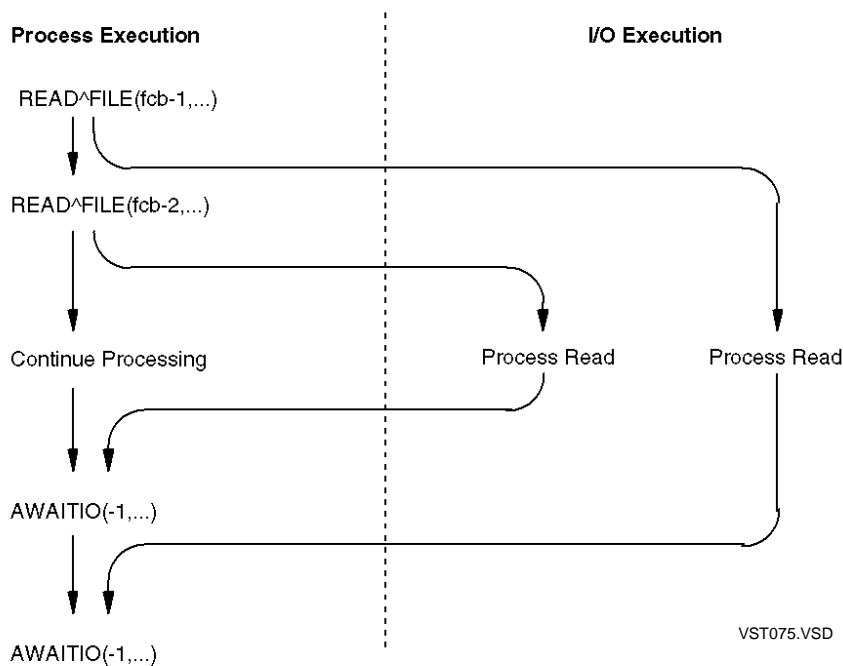 Process Execution
I/O Execution
READ^FILE(fcb-1,...)
READ^FILE(fcb-2,...)
Continue Processing
Process Read
Process Read
AWAITIO(-1,...)
VST075.VSD
AWAITIO(-1,...)